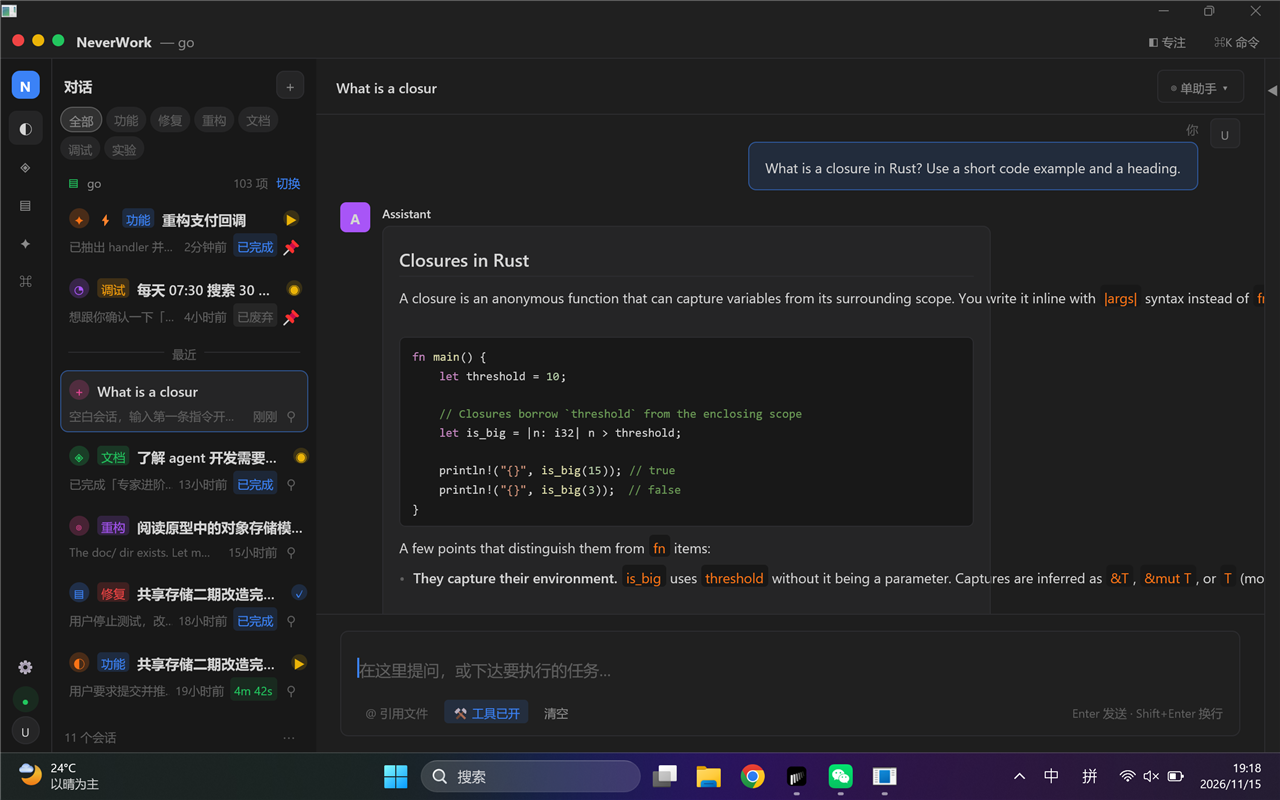 NeverWork — go
专注 ⌘K 命令
N
对话
+
全部 功能 修复 重构 文档
调试 实验
go 103 项 切换
功能 重构支付回调
已抽出 handler 并... 2分钟前 已完成
调试 每天 07:30 搜索 30 ...
想跟你确认一下「... 4小时前 已废弃
最近
What is a closur
空白会话，输入第一条指令开... 刚刚
文档 了解 agent 开发需要...
已完成「专家进阶.. 13小时前 已完成
重构 阅读原型中的对象存储模...
The doc/ dir exists. Let m... 15小时前
修复 共享存储二期改造完...
用户停止测试，改.. 18小时前 已完成
功能 共享存储二期改造完...
用户要求提交并推. 19小时前 4m 42s
11 个会话 ...
U
What is a closur
单助手
你
U
What is a closure in Rust? Use a short code example and a heading.
A
Assistant
Closures in Rust
A closure is an anonymous function that can capture variables from its surrounding scope. You write it inline with |args| syntax instead of
fn main() {
    let threshold = 10;
    // Closures borrow `threshold` from the enclosing scope
    let is_big = |n: i32| n > threshold;
    println!("{}", is_big(15)); // true
    println!("{}", is_big(3));  // false
}
A few points that distinguish them from fn items:
• They capture their environment. is_big uses threshold without it being a parameter. Captures are inferred as &T, &mut T, or T (mo
在这里提问，或下达要执行的任务...
@ 引用文件 工具已开 清空
Enter 发送 · Shift+Enter 换行
24°C
以晴为主
搜索
中 拼
19:18
2026/11/15